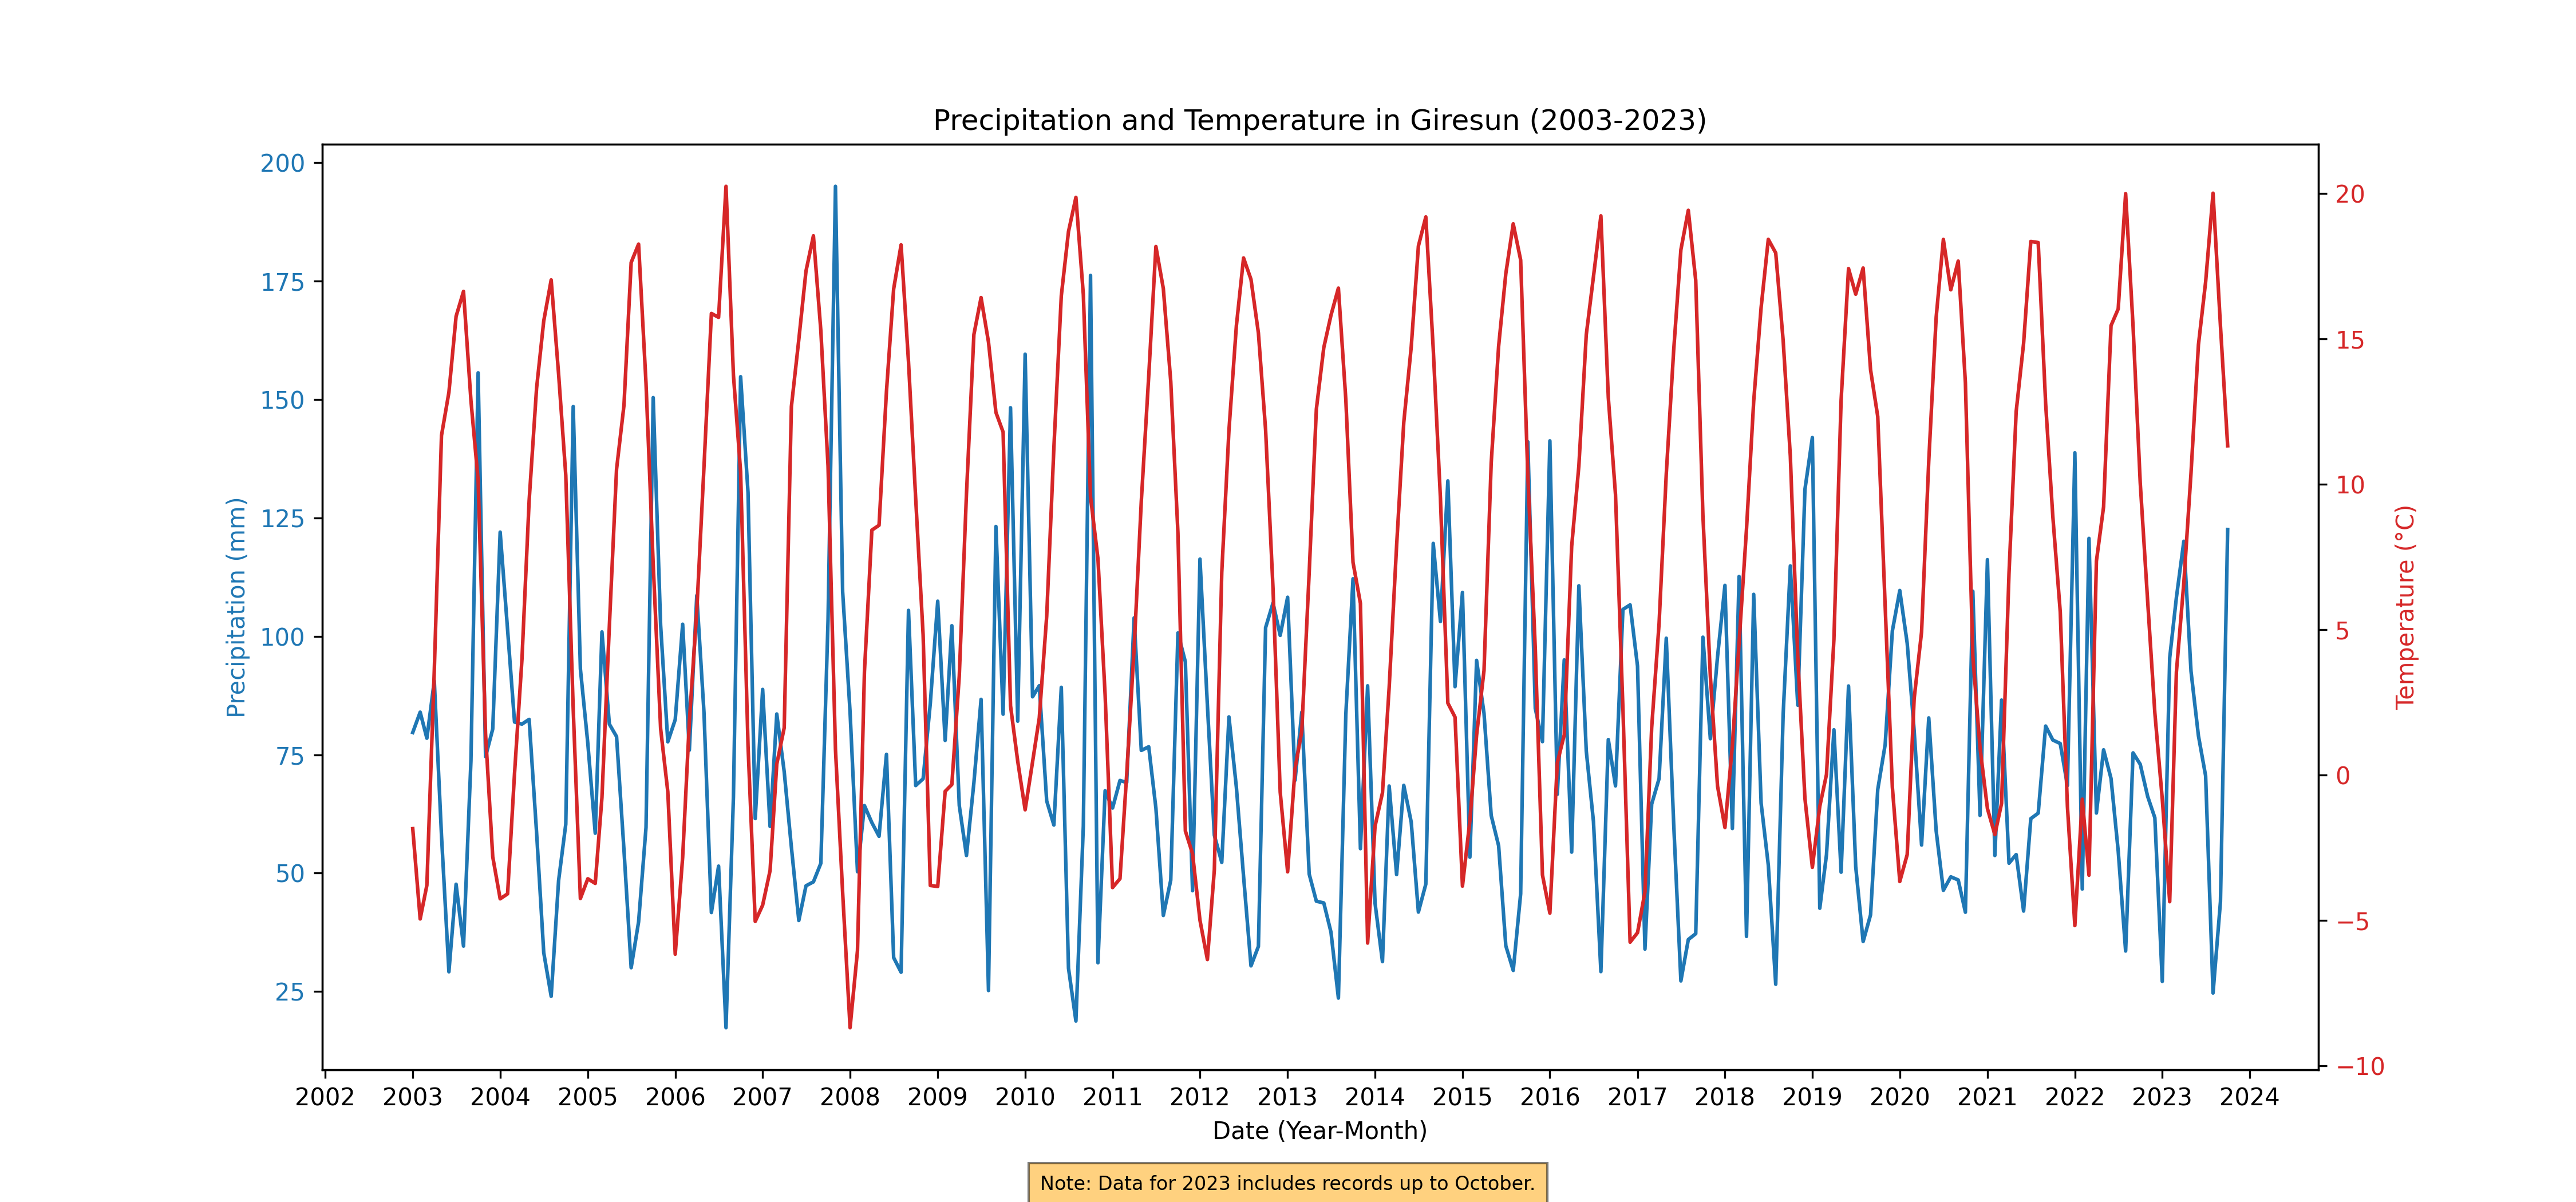 Precipitation and Temperature in Giresun (2003-2023)
200
175
150
125
100
75
50
25
Precipitation (mm)
20
15
10
5
0
−5
−10
Temperature (°C)
2002 2003 2004 2005 2006 2007 2008 2009 2010 2011 2012 2013 2014 2015 2016 2017 2018 2019 2020 2021 2022 2023 2024
Date (Year-Month)
Note: Data for 2023 includes records up to October.